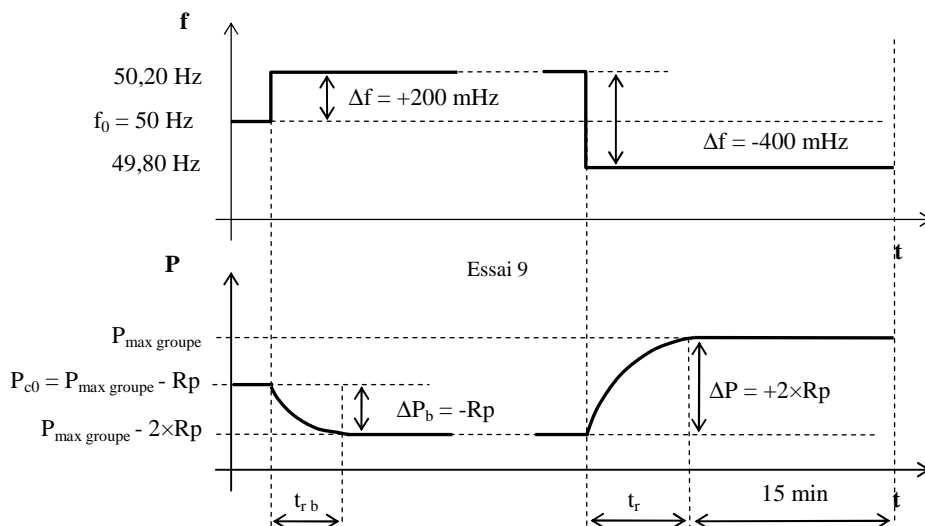 f
50,20 Hz
Δf = +200 mHz
f0 = 50 Hz
Δf = -400 mHz
49,80 Hz
t
P
Essai 9
Pmax groupe
Pc0 = Pmax groupe - Rp
ΔP = +2×Rp
ΔPb = -Rp
Pmax groupe - 2×Rp
tr b
tr
15 min
t